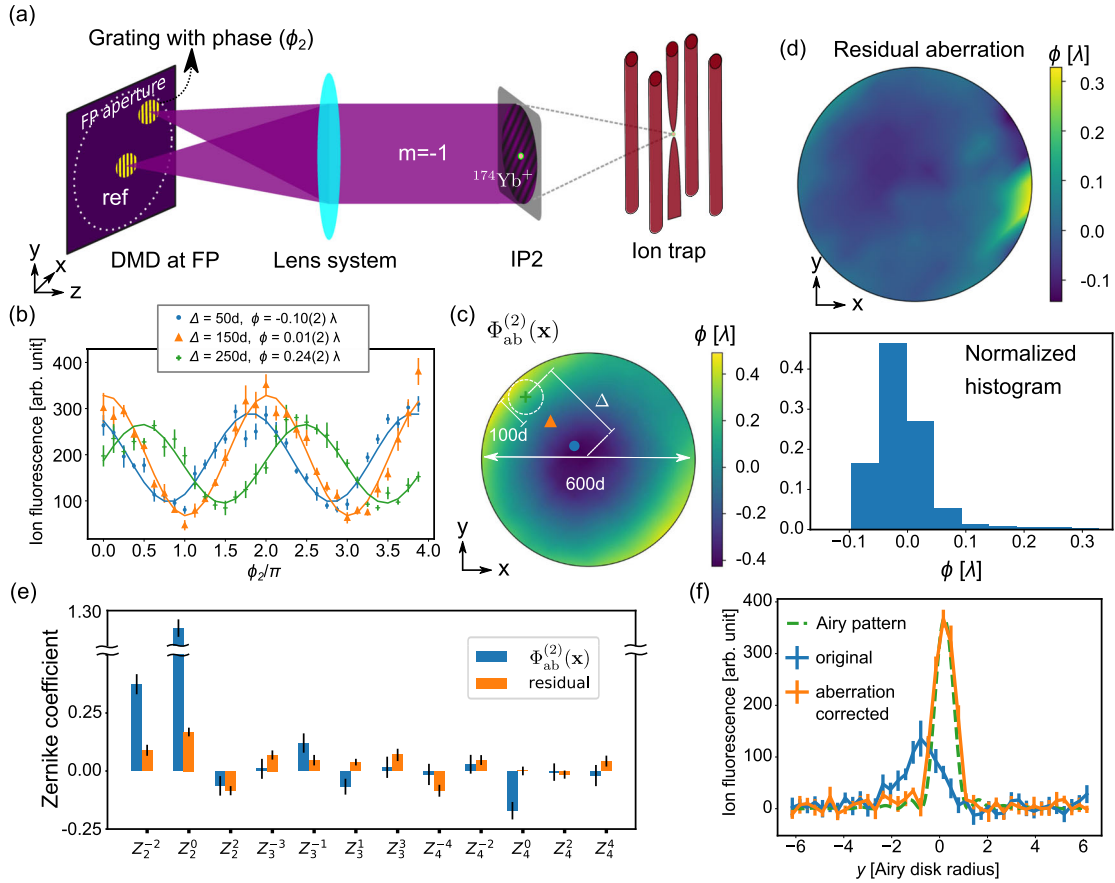 (a)
Grating with phase (ϕ₂)
FP aperture
ref
m=-1
¹⁷⁴Yb⁺
DMD at FP
Lens system
IP2
Ion trap
y
x
z
(b)
Δ = 50d, ϕ = -0.10(2) λ
Δ = 150d, ϕ = 0.01(2) λ
Δ = 250d, ϕ = 0.24(2) λ
Ion fluorescence [arb. unit]
400
300
200
100
0.0 0.5 1.0 1.5 2.0 2.5 3.0 3.5 4.0
ϕ₂/π
(c) Φ_ab^(2)(x)
ϕ [λ]
Δ
100d
600d
y
x
0.4
0.2
0.0
-0.2
-0.4
(d)
Residual aberration
ϕ [λ]
0.3
0.2
0.1
0.0
-0.1
y
x
Normalized
histogram
0.4
0.3
0.2
0.1
0.0
−0.1 0.0 0.1 0.2 0.3
ϕ [λ]
(e)
Zernike coefficient
1.30
0.25
0.00
-0.25
Φ_ab^(2)(x)
residual
Z₂⁻² Z₂⁰ Z₂² Z₃⁻³ Z₃⁻¹ Z₃¹ Z₃³ Z₄⁻⁴ Z₄⁻² Z₄⁰ Z₄² Z₄⁴
(f)
Ion fluorescence [arb. unit]
400
300
200
100
0
Airy pattern
original
aberration
corrected
−6 −4 −2 0 2 4 6
y [Airy disk radius]